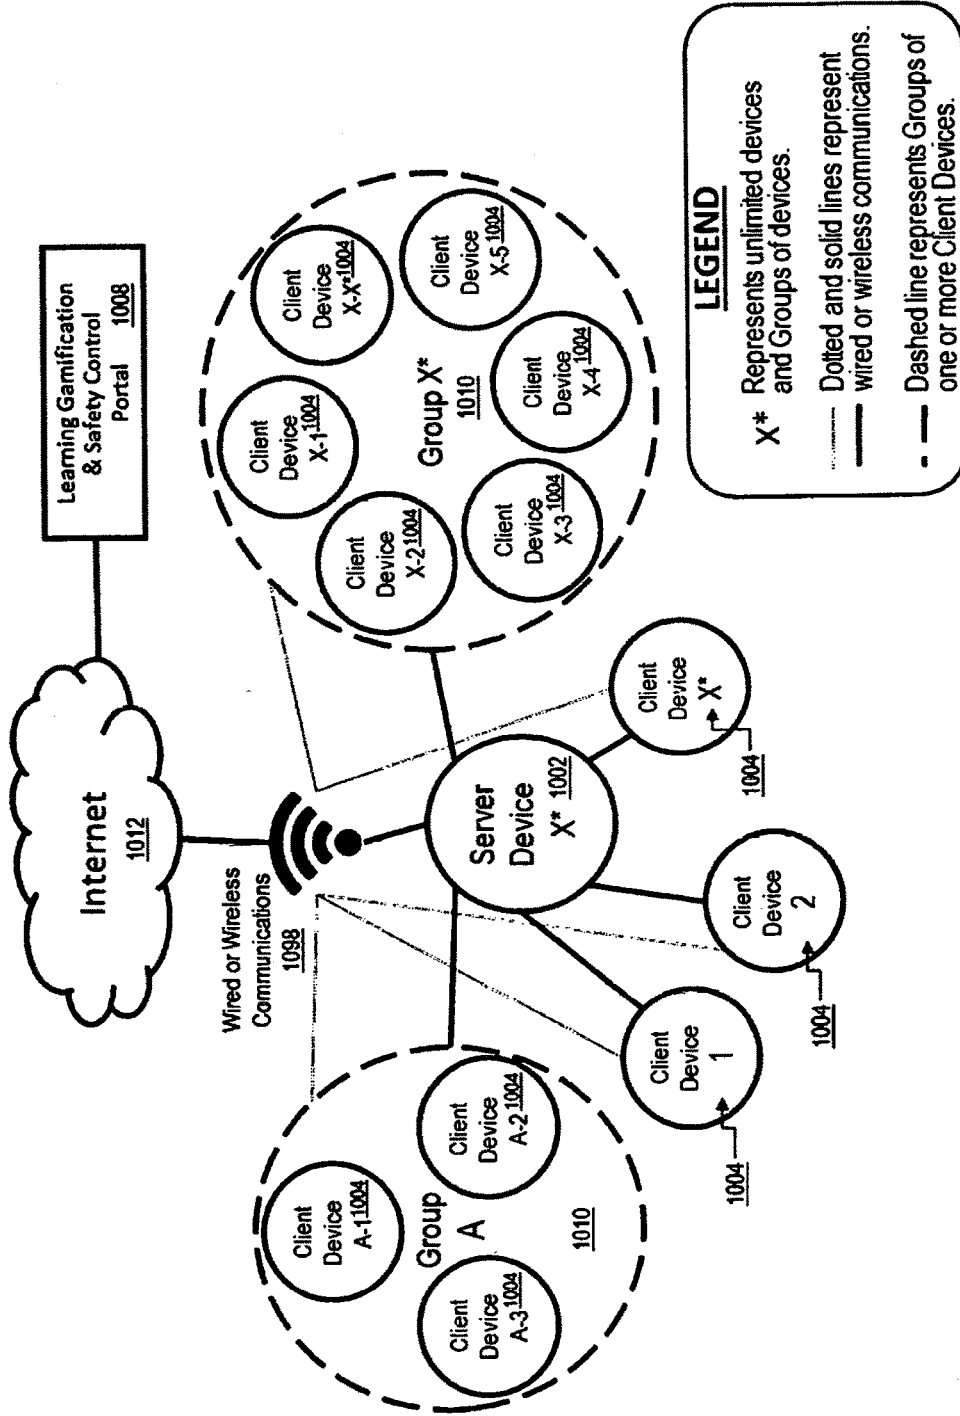 Learning Gamification
& Safety Control
Portal 1008
Internet
1012
Wired or Wireless
Communications
1098
Client
Device
A-1 1004
Group
A
Client
Device
A-2 1004
Client
Device
A-3 1004
1010
Client
Device
X-1 1004
Client
Device
X-X* 1004
Client
Device
X-2 1004
Group X*
1010
Client
Device
X-5 1004
Client
Device
X-3 1004
Client
Device
X-4 1004
Server
Device
X* 1002
Client
Device
1
1004
Client
Device
2
1004
Client
Device
X*
1004
LEGEND
X* Represents unlimited devices
and Groups of devices.
Dotted and solid lines represent
wired or wireless communications.
Dashed line represents Groups of
one or more Client Devices.